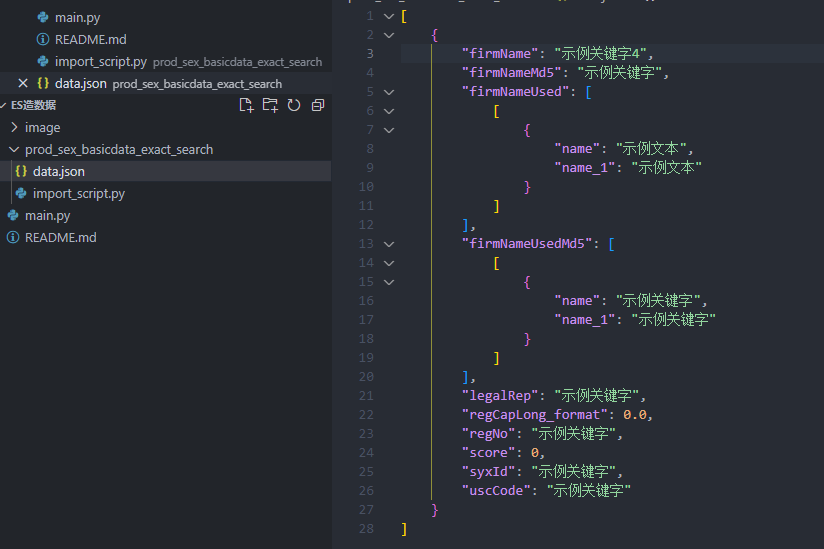 main.py
README.md
import_script.py prod_sex_basicdata_exact_search
data.json prod_sex_basicdata_exact_search
ES造数据
image
prod_sex_basicdata_exact_search
data.json
import_script.py
main.py
README.md
1 [
2 {
3 "firmName": "示例关键字4",
4 "firmNameMd5": "示例关键字",
5 "firmNameUsed": [
6 [
7 {
8 "name": "示例文本",
9 "name_1": "示例文本"
10 }
11 ]
12 ],
13 "firmNameUsedMd5": [
14 [
15 {
16 "name": "示例关键字",
17 "name_1": "示例关键字"
18 }
19 ]
20 ],
21 "legalRep": "示例关键字",
22 "regCapLong_format": 0.0,
23 "regNo": "示例关键字",
24 "score": 0,
25 "syxId": "示例关键字",
26 "uscCode": "示例关键字"
27 }
28 ]